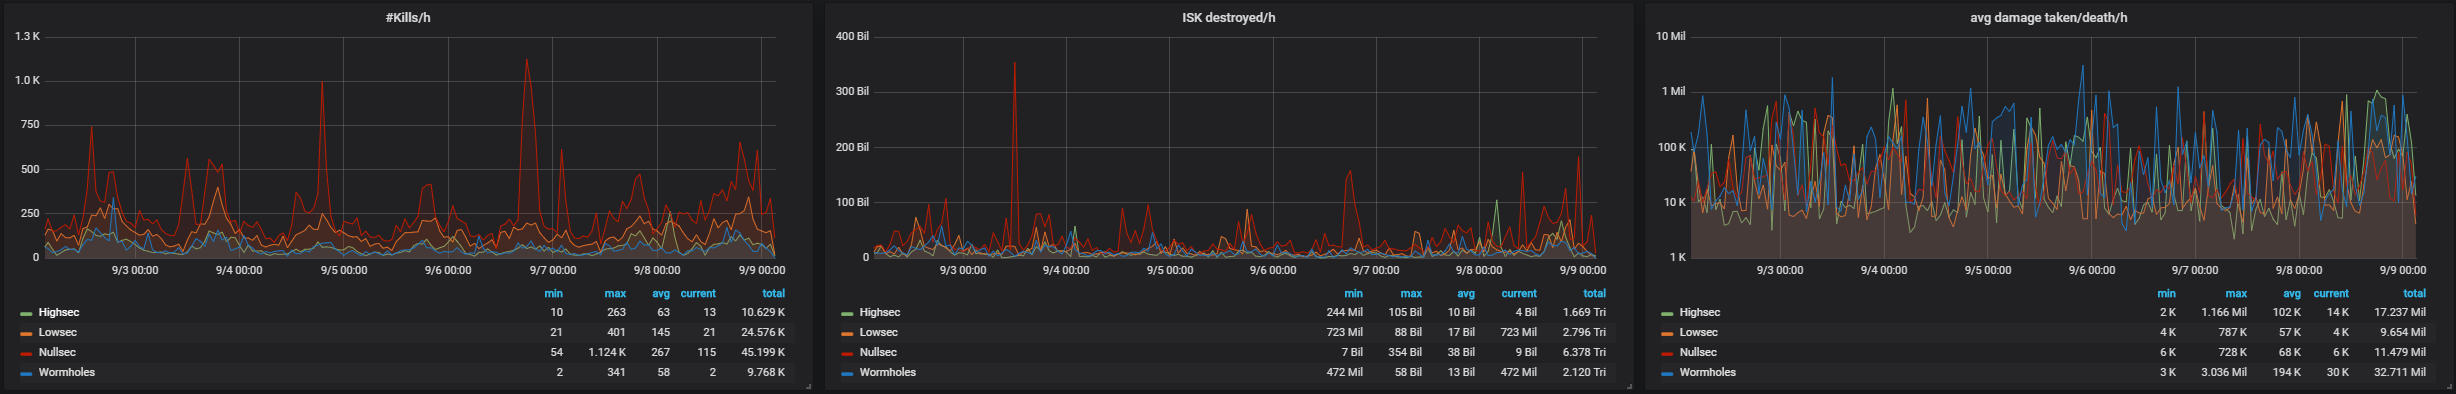 #Kills/h
1.3 K
1.0 K
750
500
250
0
9/3 00:00 9/4 00:00 9/5 00:00 9/6 00:00 9/7 00:00 9/8 00:00 9/9 00:00
min max avg current total
Highsec 10 263 63 13 10.629 K
Lowsec 21 401 145 21 24.576 K
Nullsec 54 1.124 K 267 115 45.199 K
Wormholes 2 341 58 2 9.768 K
ISK destroyed/h
400 Bil
300 Bil
200 Bil
100 Bil
0
9/3 00:00 9/4 00:00 9/5 00:00 9/6 00:00 9/7 00:00 9/8 00:00 9/9 00:00
min max avg current total
Highsec 244 Mil 105 Bil 10 Bil 4 Bil 1.669 Tri
Lowsec 723 Mil 88 Bil 17 Bil 723 Mil 2.796 Tri
Nullsec 7 Bil 354 Bil 38 Bil 9 Bil 6.378 Tri
Wormholes 472 Mil 58 Bil 13 Bil 472 Mil 2.120 Tri
avg damage taken/death/h
10 Mil
1 Mil
100 K
10 K
1 K
9/3 00:00 9/4 00:00 9/5 00:00 9/6 00:00 9/7 00:00 9/8 00:00 9/9 00:00
min max avg current total
Highsec 2 K 1.166 Mil 102 K 14 K 17.237 Mil
Lowsec 4 K 787 K 57 K 4 K 9.654 Mil
Nullsec 6 K 728 K 68 K 6 K 11.479 Mil
Wormholes 3 K 3.036 Mil 194 K 30 K 32.711 Mil